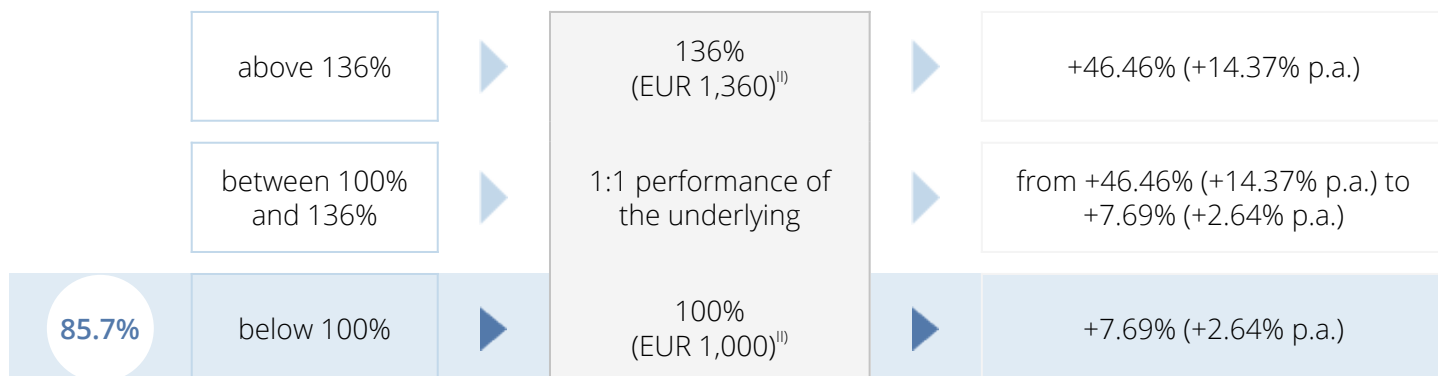 above 136%
136%
(EUR 1,360)II)
+46.46% (+14.37% p.a.)
between 100%
and 136%
1:1 performance of
the underlying
from +46.46% (+14.37% p.a.) to
+7.69% (+2.64% p.a.)
85.7%
below 100%
100%
(EUR 1,000)II)
+7.69% (+2.64% p.a.)